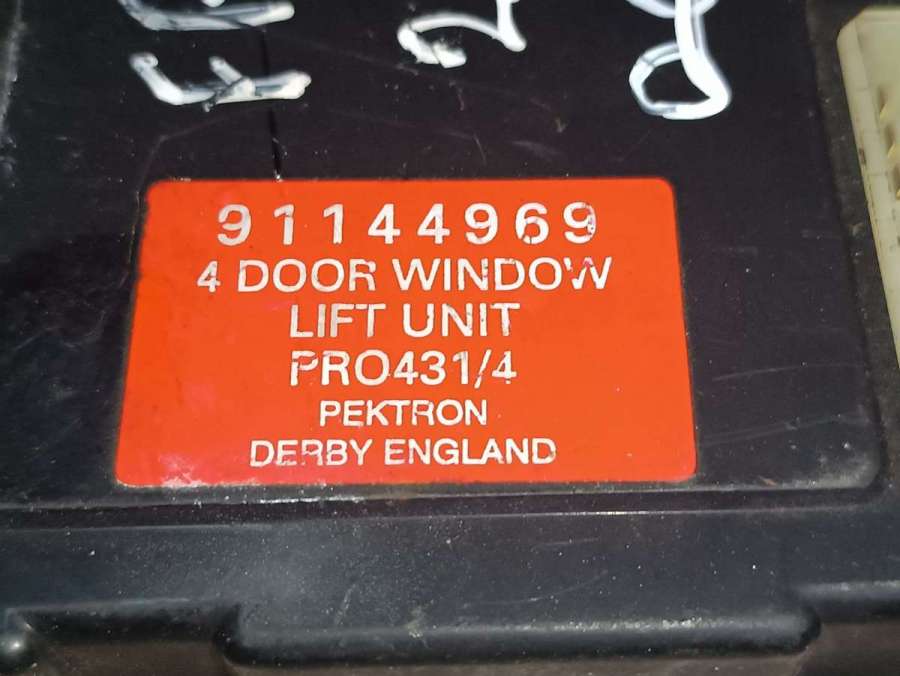 91144969
4 DOOR WINDOW
LIFT UNIT
PRO431/4
PEKTRON
DERBY ENGLAND